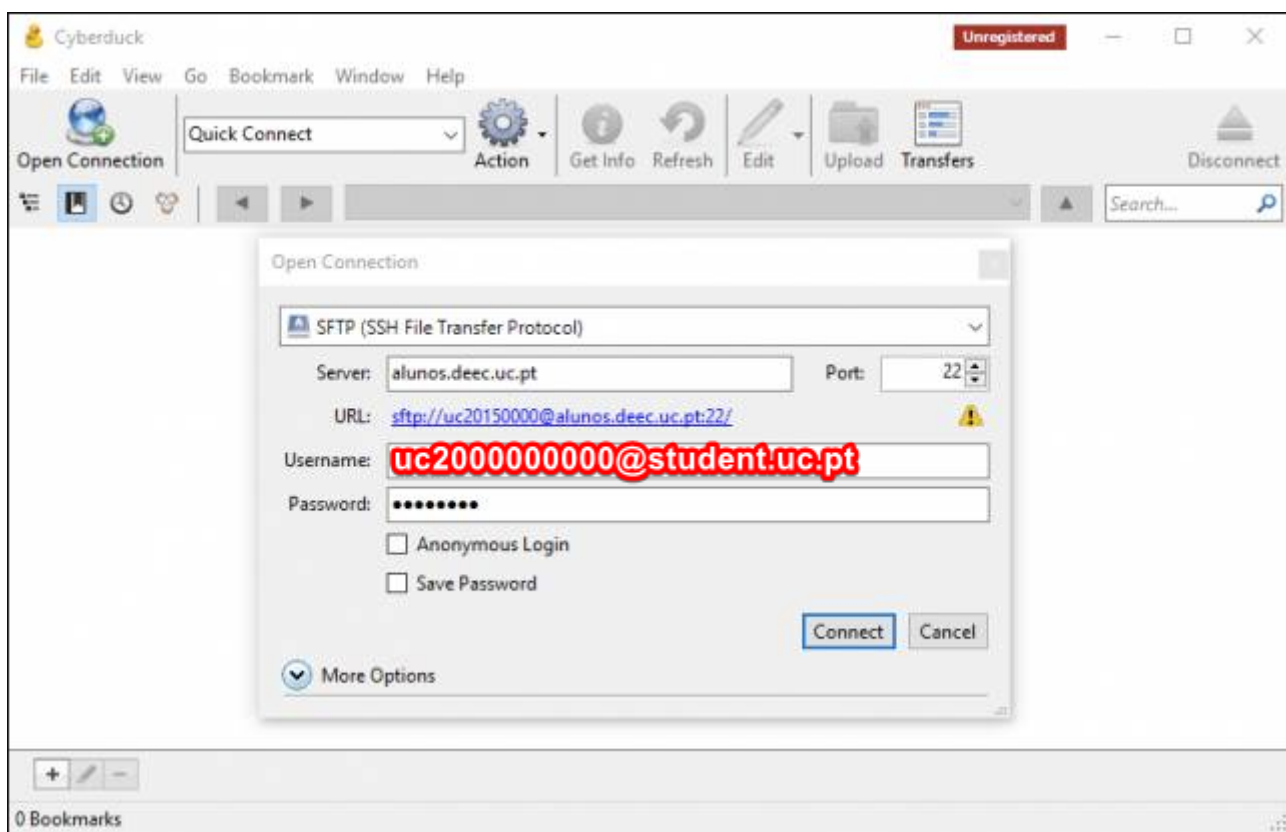 Cyberduck Unregistered
File Edit View Go Bookmark Window Help
Quick Connect
Open Connection Action Get Info Refresh Edit Upload Transfers Disconnect
Search...
Open Connection
SFTP (SSH File Transfer Protocol)
Server: alunos.deec.uc.pt Port: 22
URL: sftp://uc20150000@alunos.deec.uc.pt:22/
Username: uc2000000000@student.uc.pt
Password: ••••••••
Anonymous Login
Save Password
Connect Cancel
More Options
0 Bookmarks